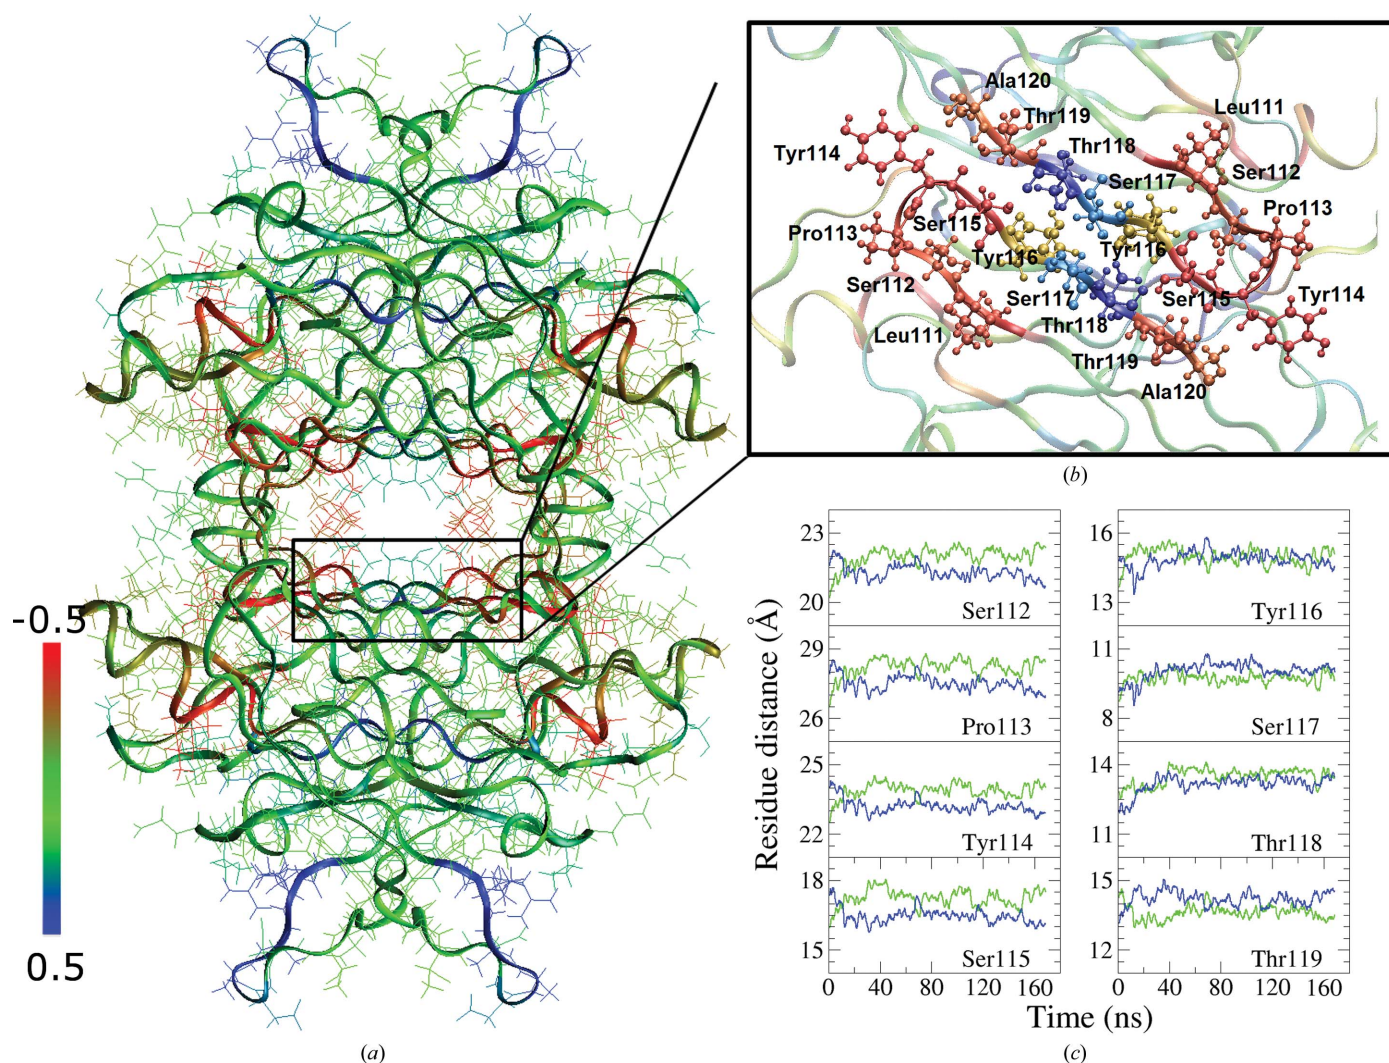 -0.5
0.5
(a)
Ala120
Thr119
Leu111
Tyr114
Thr118
Ser117
Ser112
Pro113
Ser115
Pro113
Tyr116
Tyr116
Ser112
Ser117
Ser115
Tyr114
Leu111
Thr118
Thr119
Ala120
(b)
Residue distance (Å)
23
20
Ser112
29
26
Pro113
25
22
Tyr114
18
15
Ser115
0 40 80 120 160
16
13
Tyr116
11
8
Ser117
14
11
Thr118
15
12
Thr119
0 40 80 120 160
Time (ns)
(c)